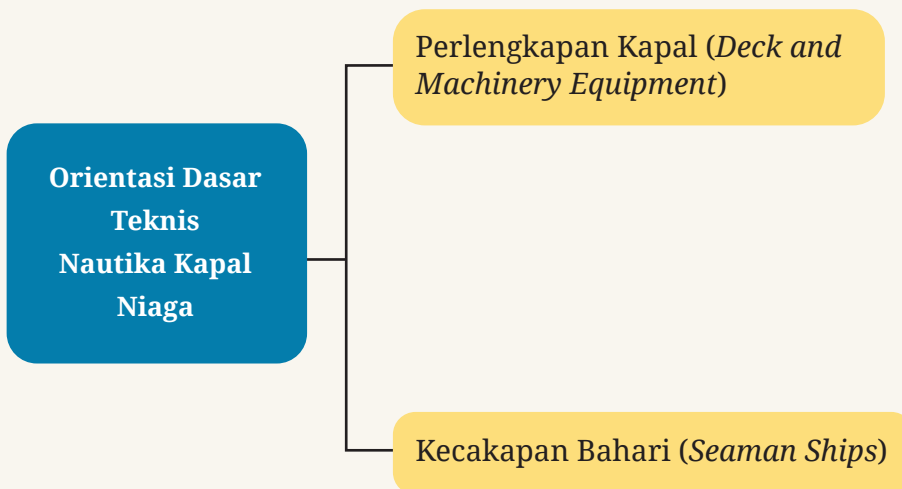 Orientasi Dasar
Teknis
Nautika Kapal
Niaga
Perlengkapan Kapal (Deck and
Machinery Equipment)
Kecakapan Bahari (Seaman Ships)